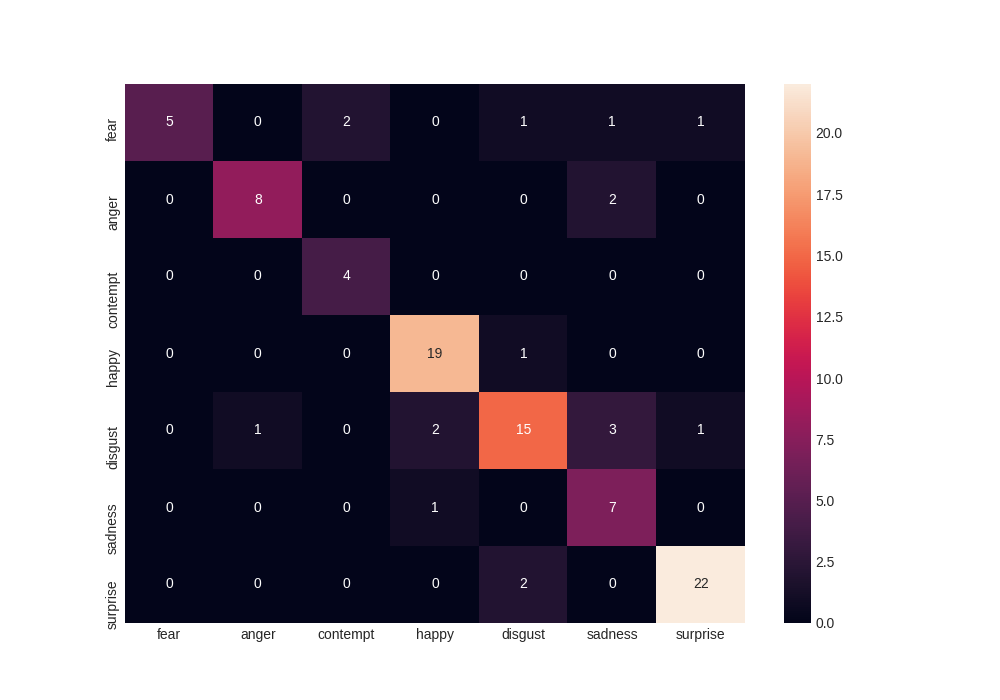 fear 5 0 2 0 1 1 1
anger 0 8 0 0 0 2 0
contempt 0 0 4 0 0 0 0
happy 0 0 0 19 1 0 0
disgust 0 1 0 2 15 3 1
sadness 0 0 0 1 0 7 0
surprise 0 0 0 0 2 0 22
fear anger contempt happy disgust sadness surprise
20.0
17.5
15.0
12.5
10.0
7.5
5.0
2.5
0.0